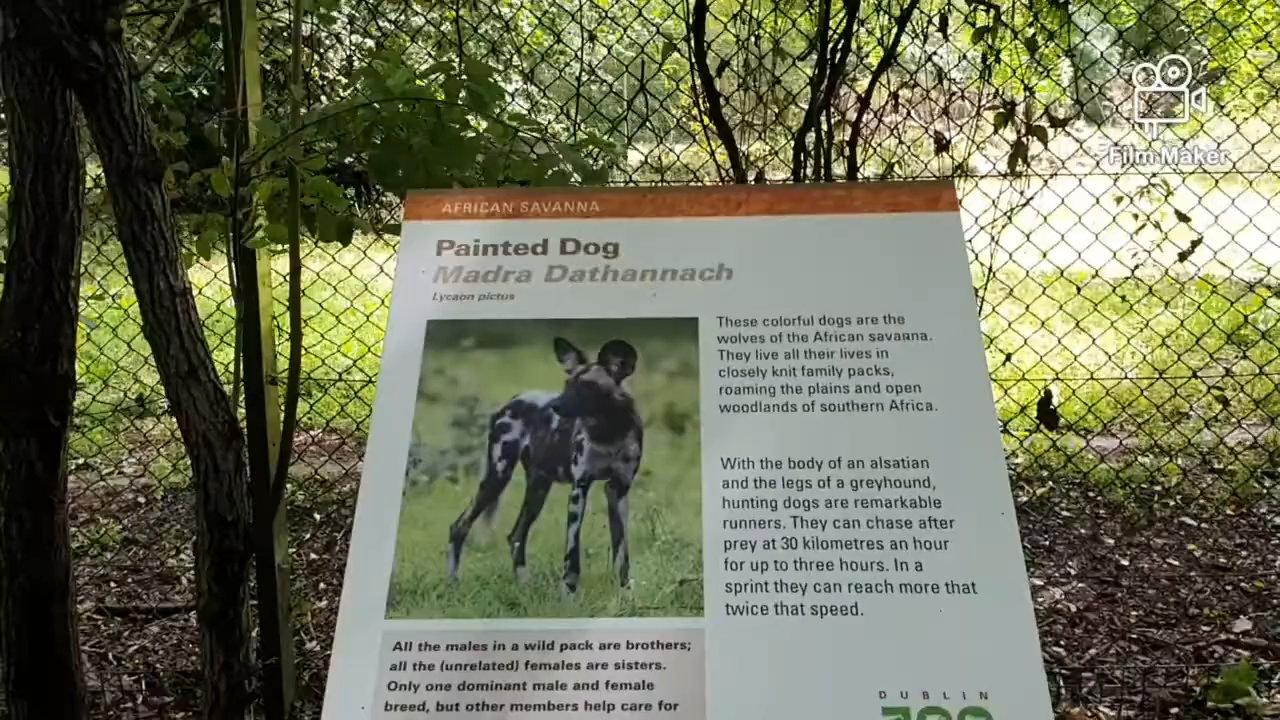 Film Maker
AFRICAN SAVANNA
Painted Dog
Madra Dathannach
Lycaon pictus
These colorful dogs are the
wolves of the African savanna.
They live all their lives in
closely knit family packs,
roaming the plains and open
woodlands of southern Africa.
With the body of an alsatian
and the legs of a greyhound,
hunting dogs are remarkable
runners. They can chase after
prey at 30 kilometres an hour
for up to three hours. In a
sprint they can reach more that
twice that speed.
All the males in a wild pack are brothers;
all the (unrelated) females are sisters.
Only one dominant male and female
breed, but other members help care for
DUBLIN
ZOO